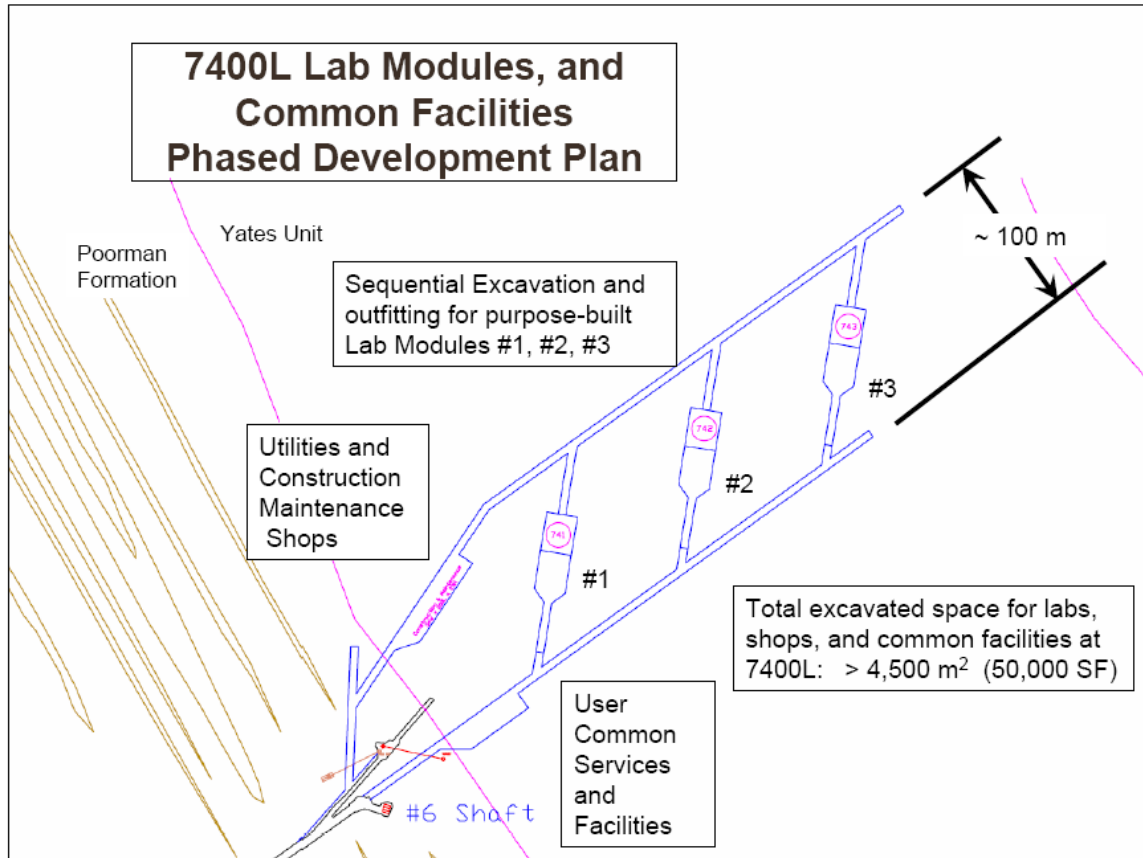 7400L Lab Modules, and
Common Facilities
Phased Development Plan
Yates Unit
Poorman
Formation
~ 100 m
Sequential Excavation and
outfitting for purpose-built
Lab Modules #1, #2, #3
743
#3
742
#2
Utilities and
Construction
Maintenance
Shops
741
#1
Total excavated space for labs,
shops, and common facilities at
7400L: > 4,500 m² (50,000 SF)
User
Common
Services
and
Facilities
#6 Shaft